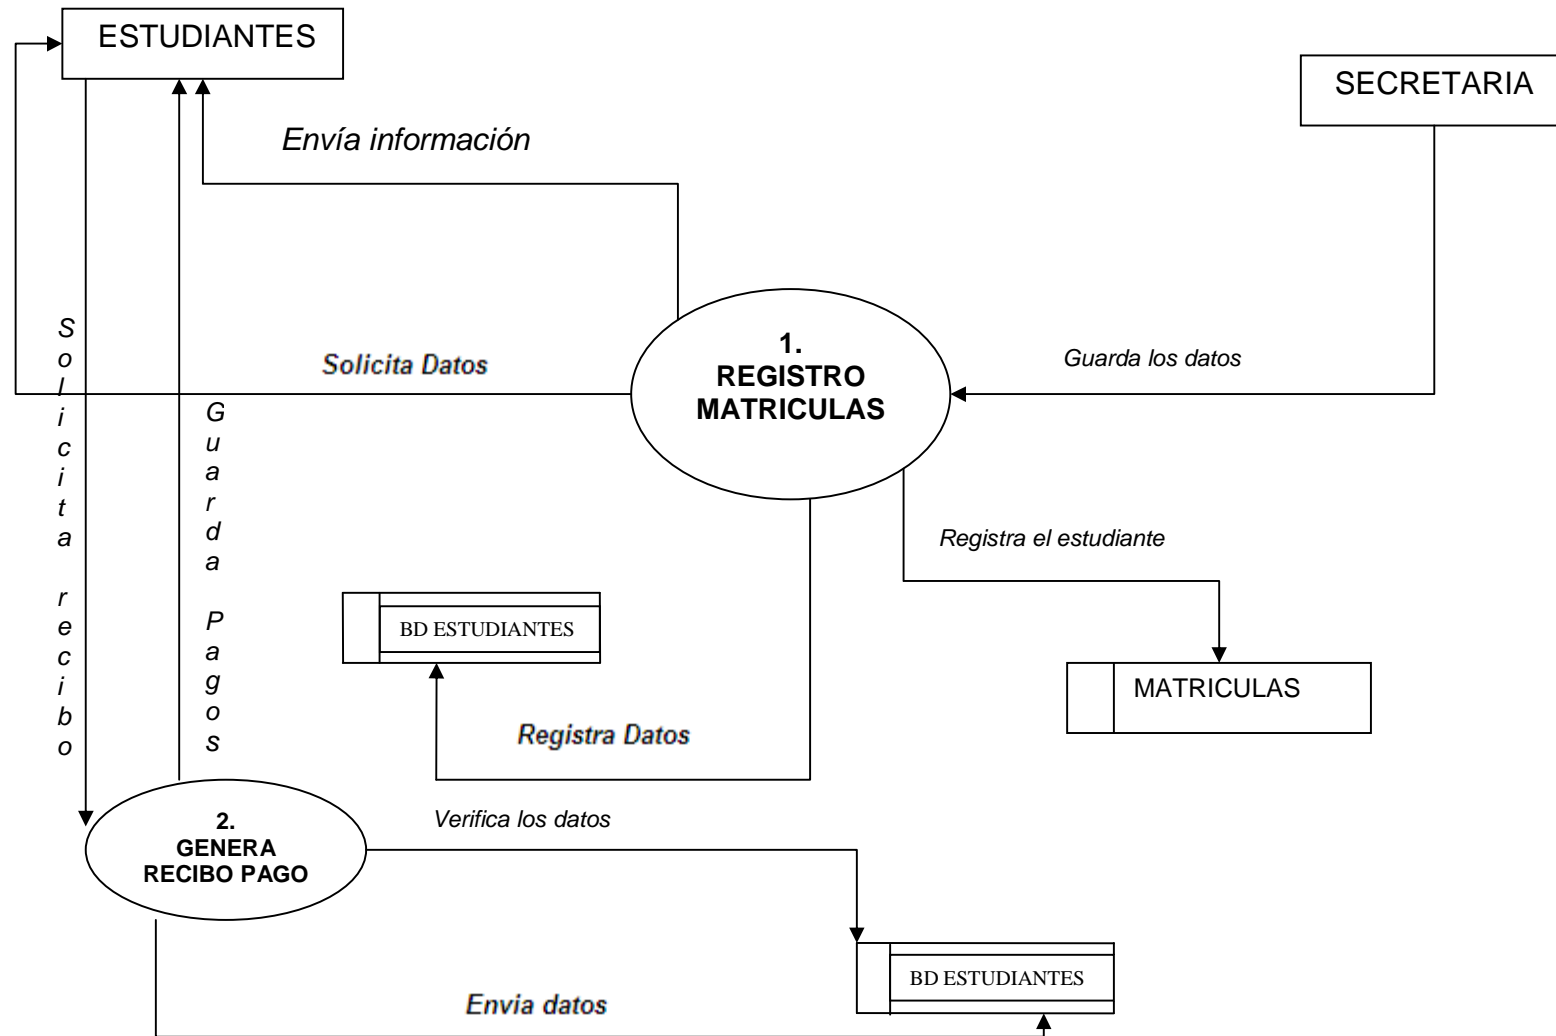 ESTUDIANTES
SECRETARIA
Envía información
Solicita recibo
Guarda Pagos
Solicita Datos
1.
REGISTRO
MATRICULAS
Guarda los datos
Registra el estudiante
BD ESTUDIANTES
MATRICULAS
Registra Datos
2.
GENERA
RECIBO PAGO
Verifica los datos
BD ESTUDIANTES
Envia datos